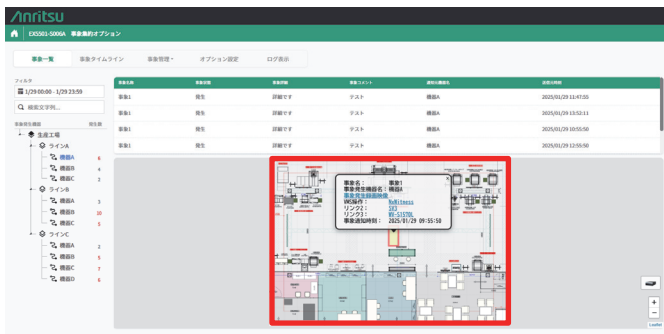 Anritsu
EX5501-S006A 事象集約オプション
事象一覧 事象タイムライン 事象管理 オプション設定 ログ表示
フィルタ
1/29 00:00 - 1/29 23:59
検索文字列...
事象発生機器 発生数
生産工場
ラインA
機器A 6
機器B 4
機器C 2
ラインB
機器A 3
機器B 10
機器C 5
ラインC
機器A 2
機器B 5
機器C 7
機器D 6
事象名称 事象状態 事象詳細 事象コメント 通知元機器名 送信元時刻
事象1 発生 詳細です テスト 機器A 2025/01/29 11:47:55
事象1 発生 詳細です テスト 機器A 2025/01/29 13:52:11
事象1 発生 詳細です テスト 機器A 2025/01/29 10:55:50
事象1 発生 詳細です テスト 機器A 2025/01/29 12:55:50
事象名: 事象1
事象発生機器名: 機器A
事象発生録画映像
VMS操作: NxWitness
リンク2: SV3
リンク3: WV-S15700L
事象通知時刻: 2025/01/29 09:55:50
+
−
Leaflet